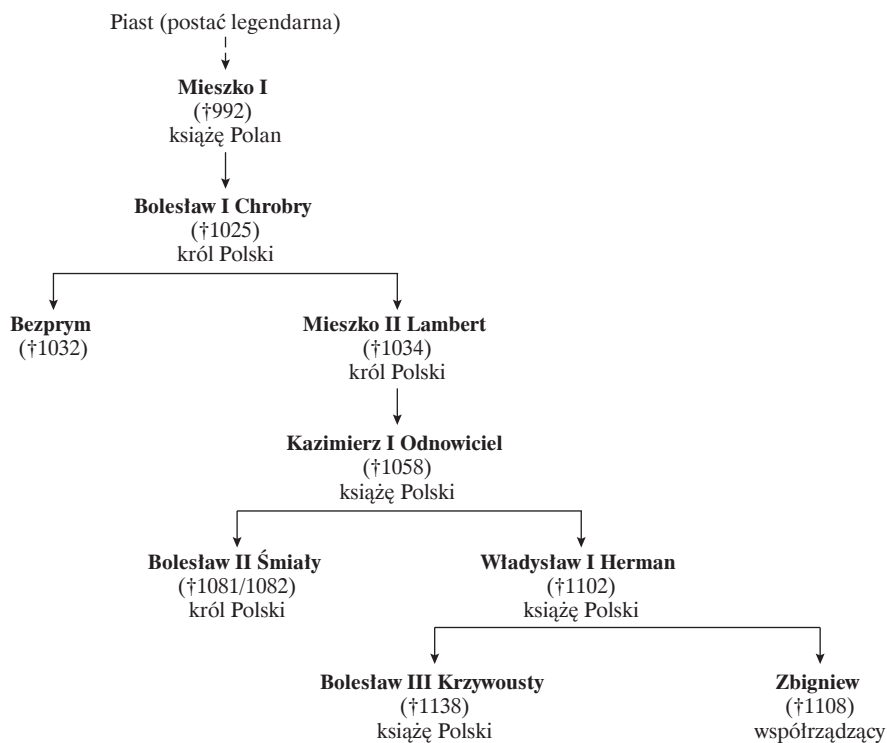 Piast (postać legendarna)
Mieszko I
(†992)
książę Polan
Bolesław I Chrobry
(†1025)
król Polski
Bezprym
(†1032)
Mieszko II Lambert
(†1034)
król Polski
Kazimierz I Odnowiciel
(†1058)
książę Polski
Bolesław II Śmiały
(†1081/1082)
król Polski
Władysław I Herman
(†1102)
książę Polski
Bolesław III Krzywousty
(†1138)
książę Polski
Zbigniew
(†1108)
współrządzący